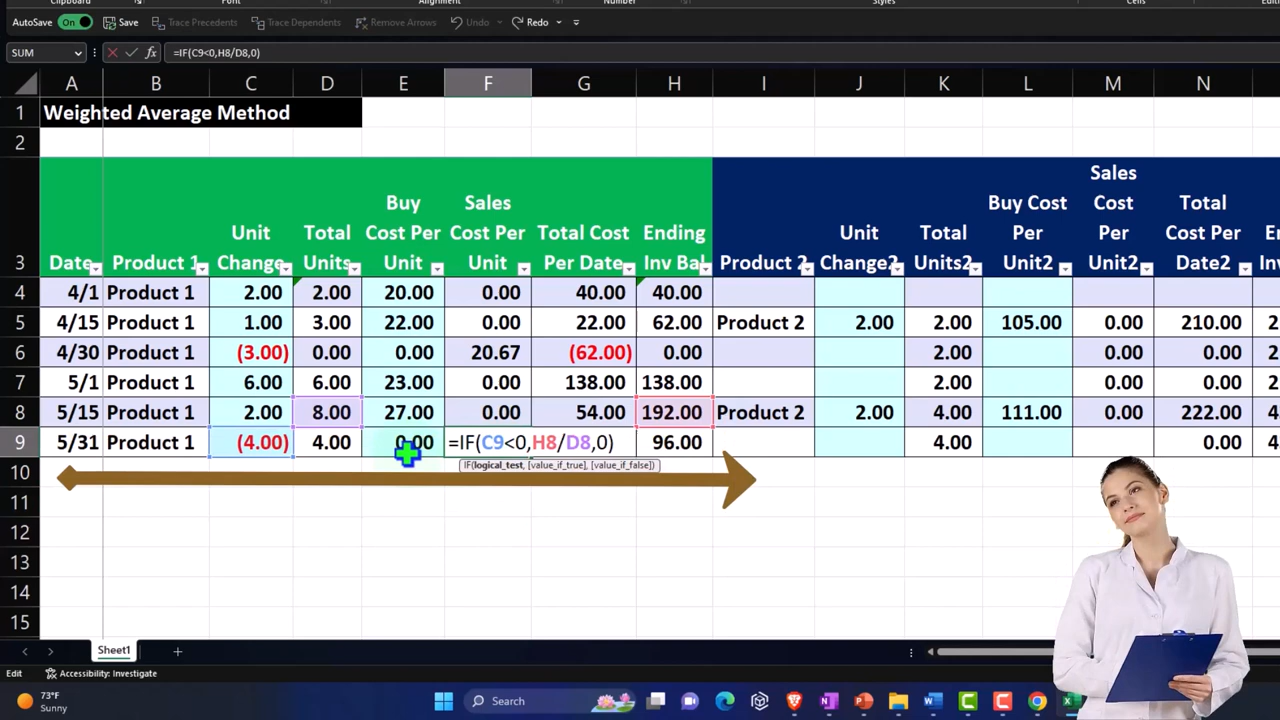 Clipboard Font Alignment Number Styles Cells
AutoSave On Save Trace Precedents Trace Dependents Remove Arrows Undo Redo
SUM fx =IF(C9<0,H8/D8,0)
A B C D E F G H I J K L M N
1 Weighted Average Method
2
Sales
Buy Sales Buy Cost Cost Total
Unit Total Cost Per Cost Per Total Cost Ending Unit Total Per Per Cost Per
3 Date Product 1 Change Units Unit Unit Per Date Inv Bal Product 2 Change2 Units2 Unit2 Unit2 Date2
4 4/1 Product 1 2.00 2.00 20.00 0.00 40.00 40.00
5 4/15 Product 1 1.00 3.00 22.00 0.00 22.00 62.00 Product 2 2.00 2.00 105.00 0.00 210.00
6 4/30 Product 1 (3.00) 0.00 0.00 20.67 (62.00) 0.00 2.00 0.00 0.00
7 5/1 Product 1 6.00 6.00 23.00 0.00 138.00 138.00 2.00 0.00 0.00
8 5/15 Product 1 2.00 8.00 27.00 0.00 54.00 192.00 Product 2 2.00 4.00 111.00 0.00 222.00
9 5/31 Product 1 (4.00) 4.00 0.00 =IF(C9<0,H8/D8,0) 96.00 4.00 0.00
IF(logical_test, [value_if_true], [value_if_false])
10
11
12
13
14
15
Sheet1
Edit Accessibility: Investigate
73°F
Sunny
Search